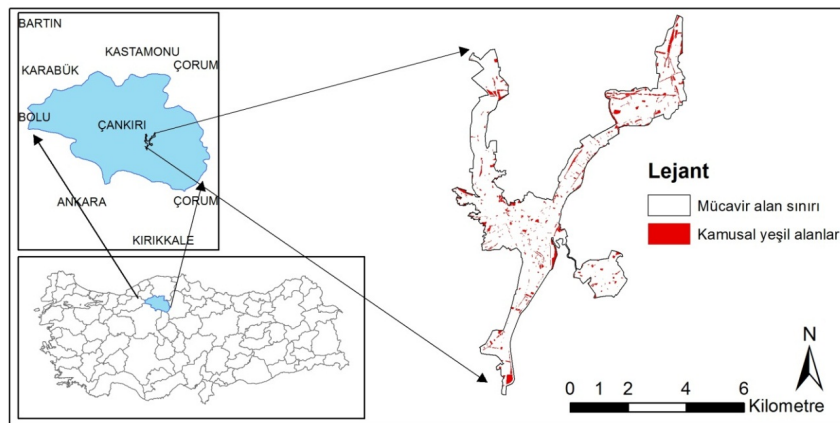 BARTIN
KASTAMONU
KARABÜK
ÇORUM
BOLU
ÇANKIRI
ANKARA
ÇORUM
KIRIKKALE
Lejant
Mücavir alan sınırı
Kamusal yeşil alanlar
N
0 1 2 4 6
Kilometre